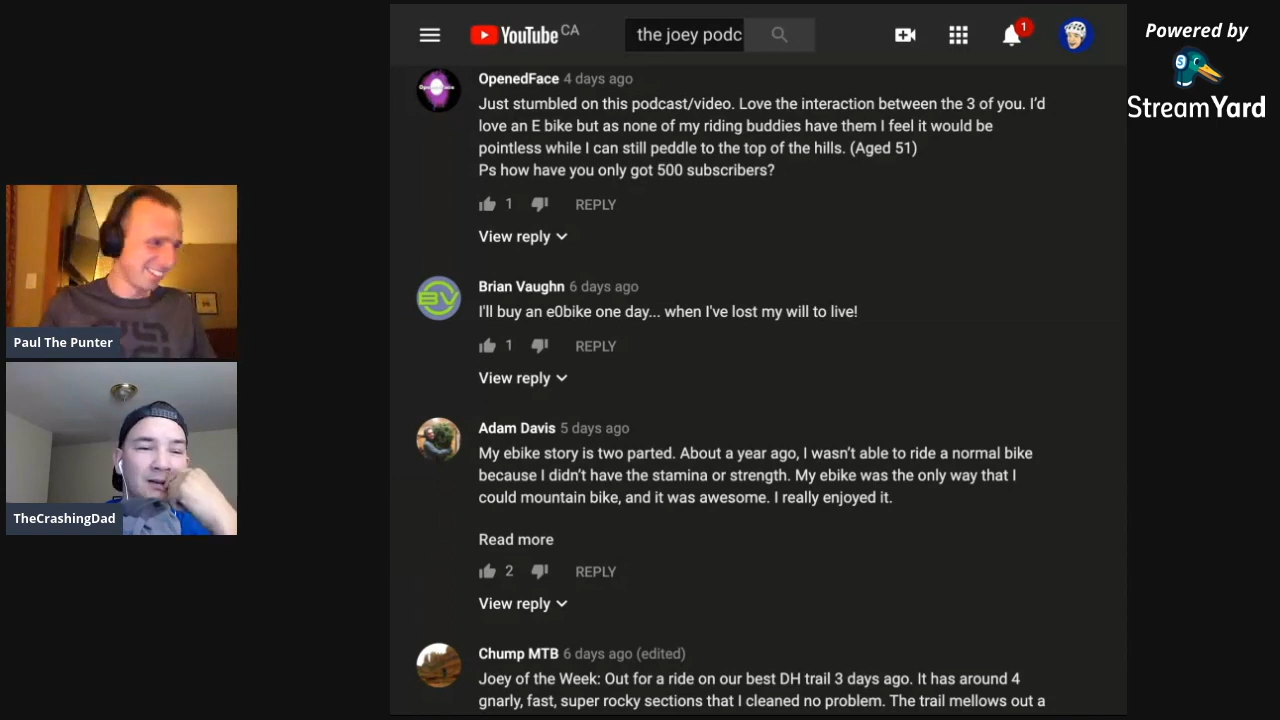 YouTube CA
the joey podc
1
Powered by
StreamYard
OpenedFace 4 days ago
Just stumbled on this podcast/video. Love the interaction between the 3 of you. I'd
love an E bike but as none of my riding buddies have them I feel it would be
pointless while I can still peddle to the top of the hills. (Aged 51)
Ps how have you only got 500 subscribers?
1 REPLY
View reply
Brian Vaughn 6 days ago
I'll buy an e0bike one day... when I've lost my will to live!
1 REPLY
View reply
Adam Davis 5 days ago
My ebike story is two parted. About a year ago, I wasn't able to ride a normal bike
because I didn't have the stamina or strength. My ebike was the only way that I
could mountain bike, and it was awesome. I really enjoyed it.
Read more
2 REPLY
View reply
Chump MTB 6 days ago (edited)
Joey of the Week: Out for a ride on our best DH trail 3 days ago. It has around 4
gnarly, fast, super rocky sections that I cleaned no problem. The trail mellows out a
Paul The Punter
TheCrashingDad
BV